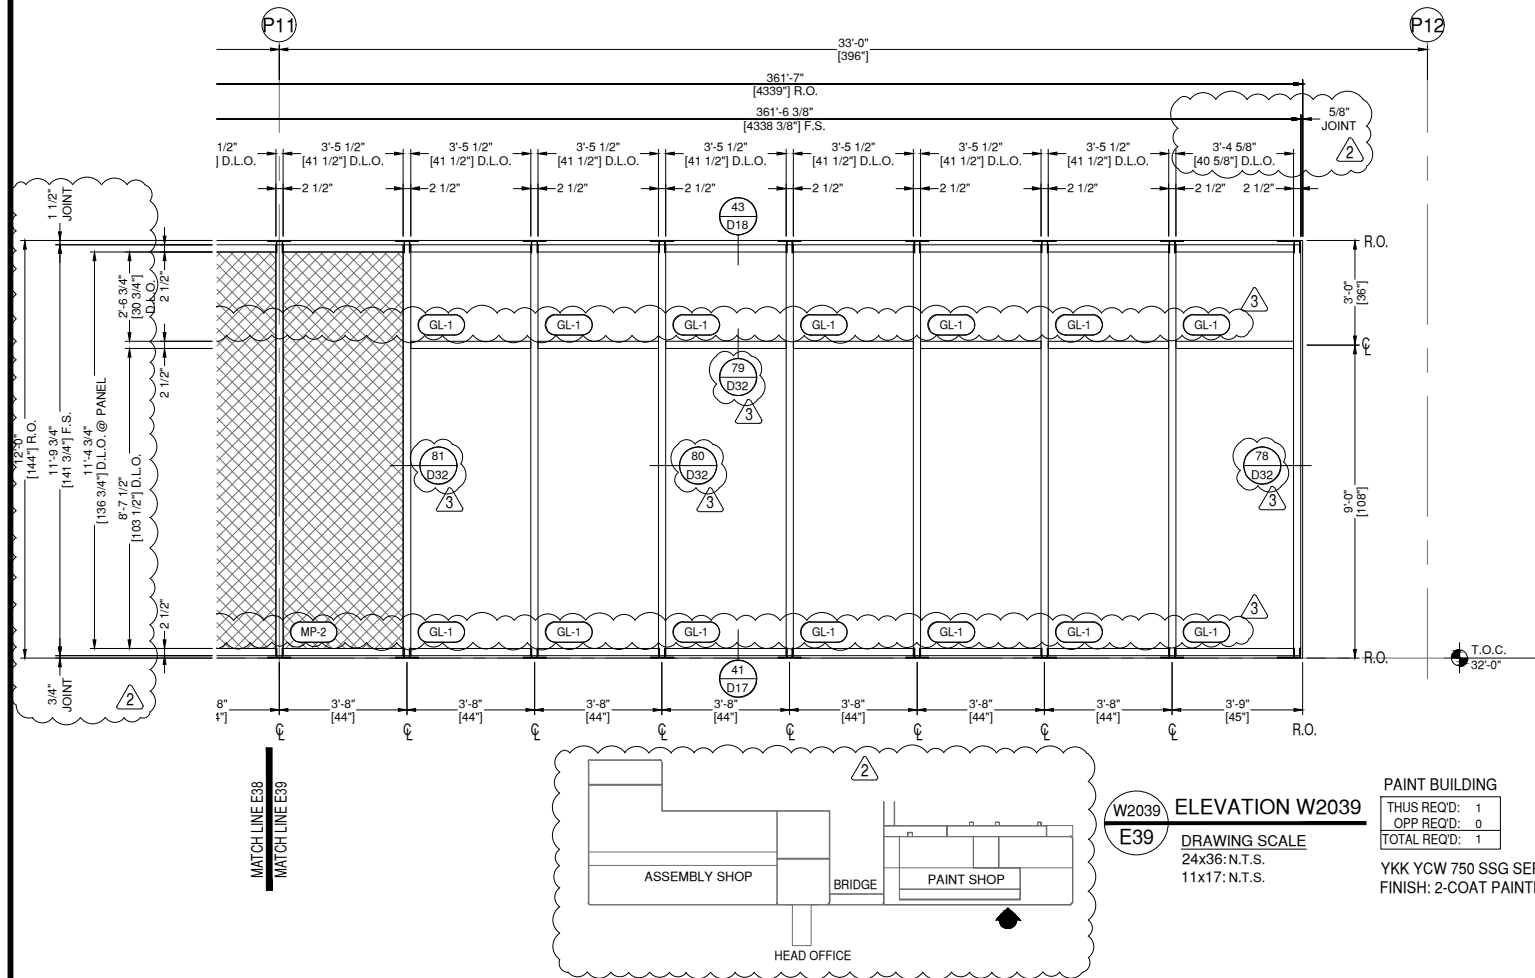 P11
P12
33'-0"
[396"]
361'-7"
[4339"] R.O.
361'-6 3/8"
[4338 3/8"] F.S.
5/8"
JOINT
2
1/2"
] D.L.O.
3'-5 1/2"
[41 1/2"] D.L.O.
3'-5 1/2"
[41 1/2"] D.L.O.
3'-5 1/2"
[41 1/2"] D.L.O.
3'-5 1/2"
[41 1/2"] D.L.O.
3'-5 1/2"
[41 1/2"] D.L.O.
3'-5 1/2"
[41 1/2"] D.L.O.
3'-5 1/2"
[41 1/2"] D.L.O.
3'-4 5/8"
[40 5/8"] D.L.O.
2 1/2"
2 1/2"
2 1/2"
2 1/2"
2 1/2"
2 1/2"
2 1/2"
2 1/2"
2 1/2"
43
D18
1 1/2"
JOINT
12'-0"
[144"] R.O.
11'-9 3/4"
[141 3/4"] F.S.
11'-4 3/4"
[136 3/4"] D.L.O. @ PANEL
2'-6 3/4"
[30 3/4"]
D.L.O.
8'-7 1/2"
[103 1/2"] D.L.O.
2 1/2"
2 1/2"
2 1/2"
3/4"
JOINT
2
R.O.
3'-0"
[36"]
CL
9'-0"
[108"]
R.O.
GL-1
GL-1
GL-1
GL-1
GL-1
GL-1
GL-1
3
79
D32
3
81
D32
3
80
D32
3
78
D32
3
MP-2
GL-1
GL-1
GL-1
GL-1
GL-1
GL-1
GL-1
3
41
D17
T.O.C.
32'-0"
8"
"]
3'-8"
[44"]
3'-8"
[44"]
3'-8"
[44"]
3'-8"
[44"]
3'-8"
[44"]
3'-8"
[44"]
3'-8"
[44"]
3'-9"
[45"]
CL
CL
CL
CL
CL
CL
CL
CL
R.O.
MATCH LINE E38
MATCH LINE E39
2
ASSEMBLY SHOP
BRIDGE
PAINT SHOP
HEAD OFFICE
W2039
E39
ELEVATION W2039
DRAWING SCALE
24x36: N.T.S.
11x17: N.T.S.
PAINT BUILDING
THUS REQ'D: 1
OPP REQ'D: 0
TOTAL REQ'D: 1
YKK YCW 750 SSG SE
FINISH: 2-COAT PAINT